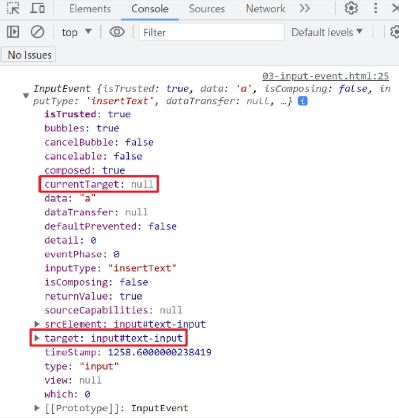 Elements Console Sources »
top ▼ Filter Default levels ▼
No Issues
03-input-event.html:25
InputEvent {isTrusted: true, data: 'a', isComposing: false, in
putType: 'insertText', dataTransfer: null, …} i
isTrusted: true
bubbles: true
cancelBubble: false
cancelable: false
composed: true
currentTarget: null
data: "a"
dataTransfer: null
defaultPrevented: false
detail: 0
eventPhase: 0
inputType: "insertText"
isComposing: false
returnValue: true
sourceCapabilities: null
srcElement: input#text-input
target: input#text-input
timeStamp: 1258.6000000238419
type: "input"
view: null
which: 0
[[Prototype]]: InputEvent